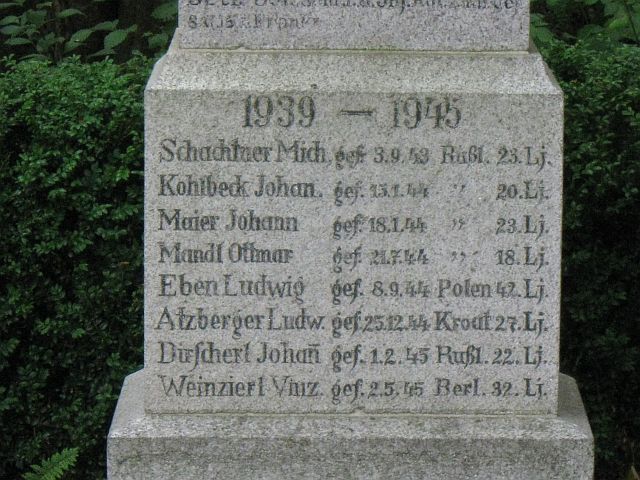 1939 — 1945
Schachtner Mich. gef. 3.9.43 Rußl. 23. Lj.
Kohlbeck Johan. gef. 13.1.44 " 20. Lj.
Maier Johann gef. 18.1.44 " 23. Lj.
Mandl Ottmar gef. 21.7.44 " 18. Lj.
Eben Ludwig gef. 8.9.44 Polen 42. Lj.
Atzberger Ludw. gef. 25.12.44 Kroat. 27. Lj.
Dürscherl Johan̄ gef. 1.2.45 Rußl. 22. Lj.
Weinzierl Vinz. gef. 2.5.45 Berl. 32. Lj.